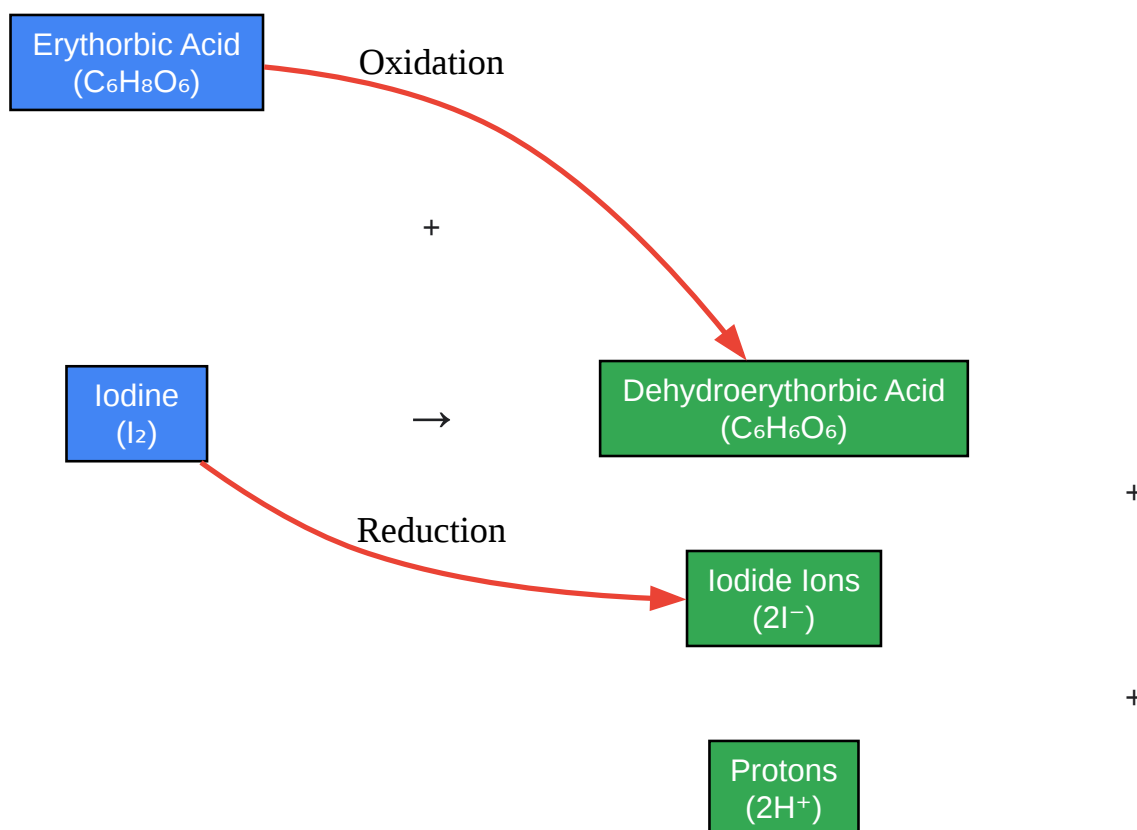 Erythorbic Acid
(C₆H₈O₆)
Oxidation
+
Iodine
(I₂)
→
Dehydroerythorbic Acid
(C₆H₆O₆)
+
Reduction
Iodide Ions
(2I⁻)
+
Protons
(2H⁺)